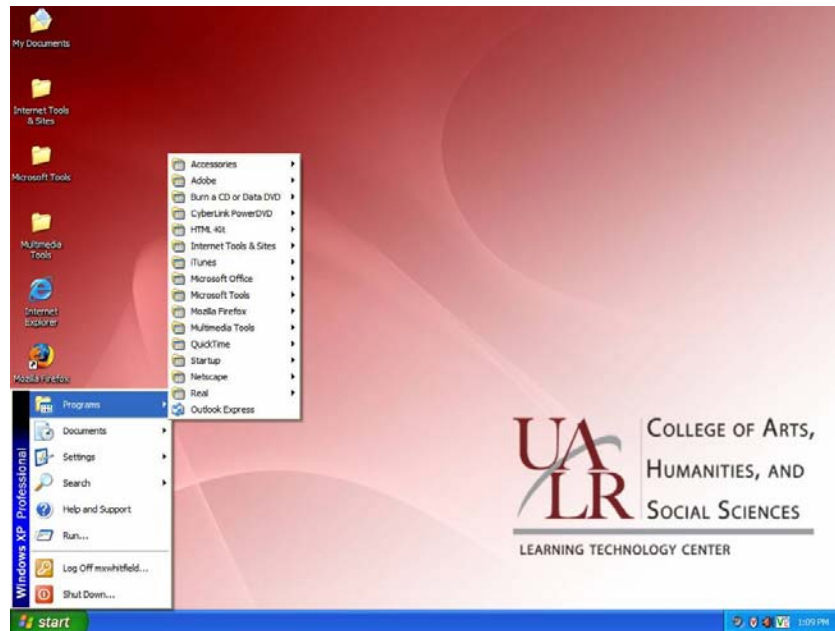 My Documents
Internet Tools
& Sites
Microsoft Tools
Multimedia
Tools
Internet
Explorer
Mozilla Firefox
Accessories
Adobe
Burn a CD or Data DVD
CyberLink PowerDVD
HTML-Kit
Internet Tools & Sites
iTunes
Microsoft Office
Microsoft Tools
Mozilla Firefox
Multimedia Tools
QuickTime
Startup
Netscape
Real
Outlook Express
Programs
Documents
Settings
Search
Help and Support
Run...
Log Off mxwhitfield...
Shut Down...
Windows XP Professional
UALR
COLLEGE OF ARTS,
HUMANITIES, AND
SOCIAL SCIENCES
LEARNING TECHNOLOGY CENTER
start
1:09 PM